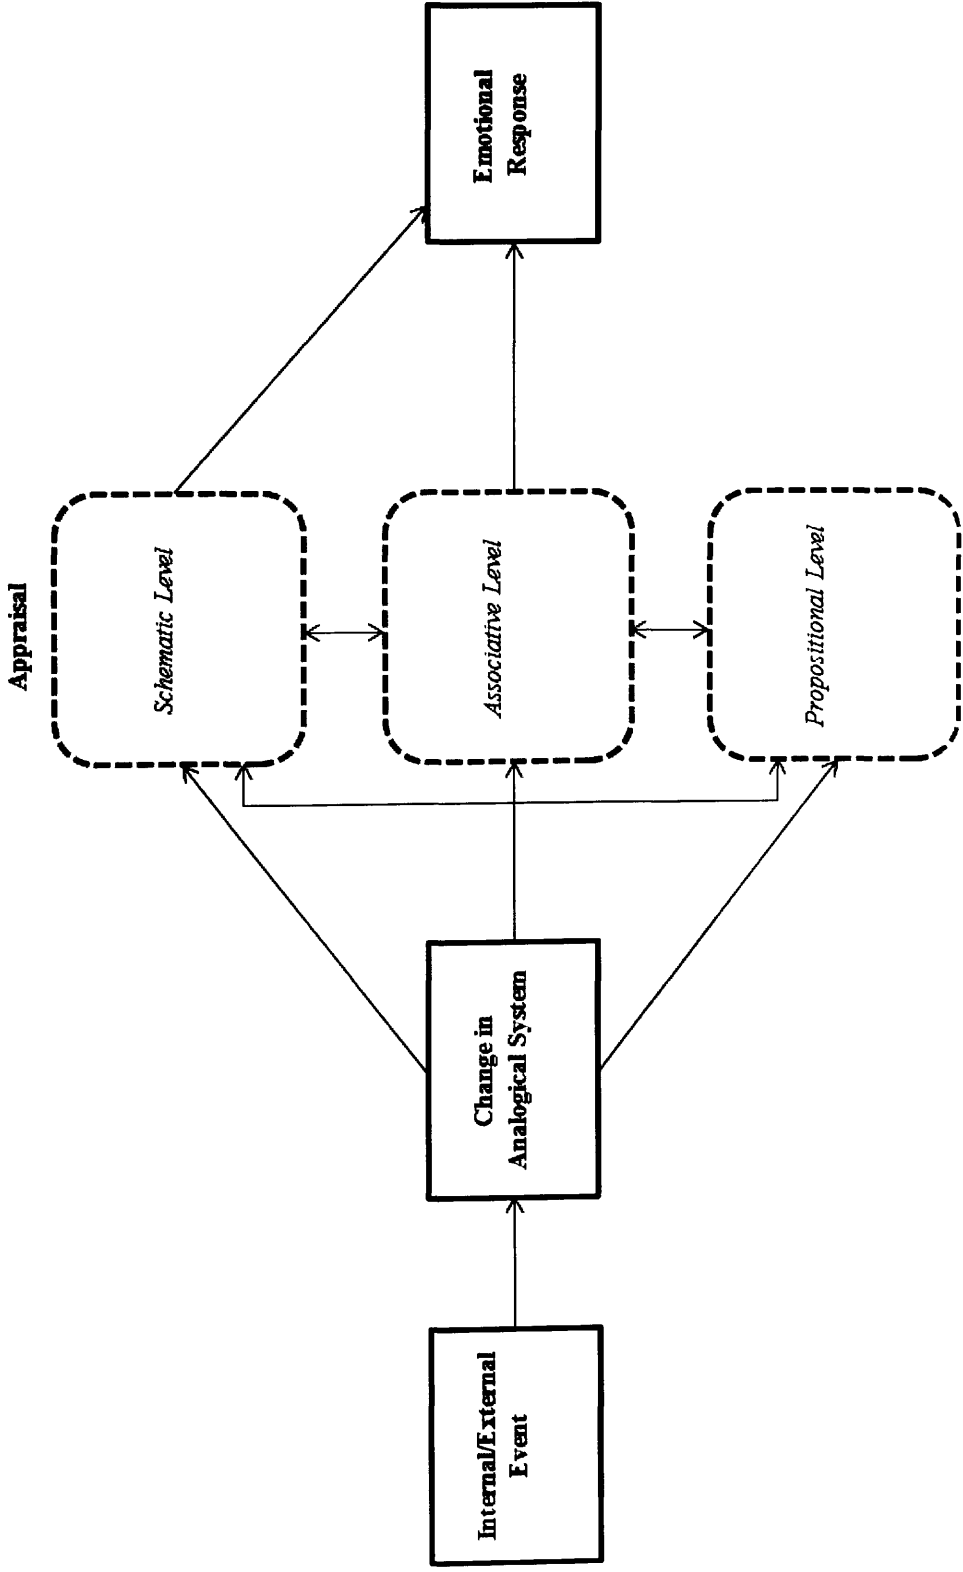 Appraisal
Internal/External
Event
Change in
Analogical System
Schematic Level
Associative Level
Propositional Level
Emotional
Response